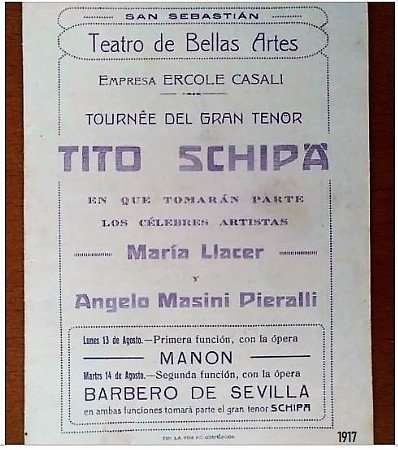 SAN SEBASTIÁN
Teatro de Bellas Artes
EMPRESA ERCOLE CASALI
TOURNÉE DEL GRAN TENOR
TITO SCHIPA
EN QUE TOMARÁN PARTE
LOS CÉLEBRES ARTISTAS
María Llacer
Y
Angelo Masini Pieralli
Lunes 13 de Agosto.—Primera función, con la ópera
MANON
Martes 14 de Agosto.—Segunda función, con la ópera
BARBERO DE SEVILLA
en ambas funciones tomará parte el gran tenor SCHIPA
1917